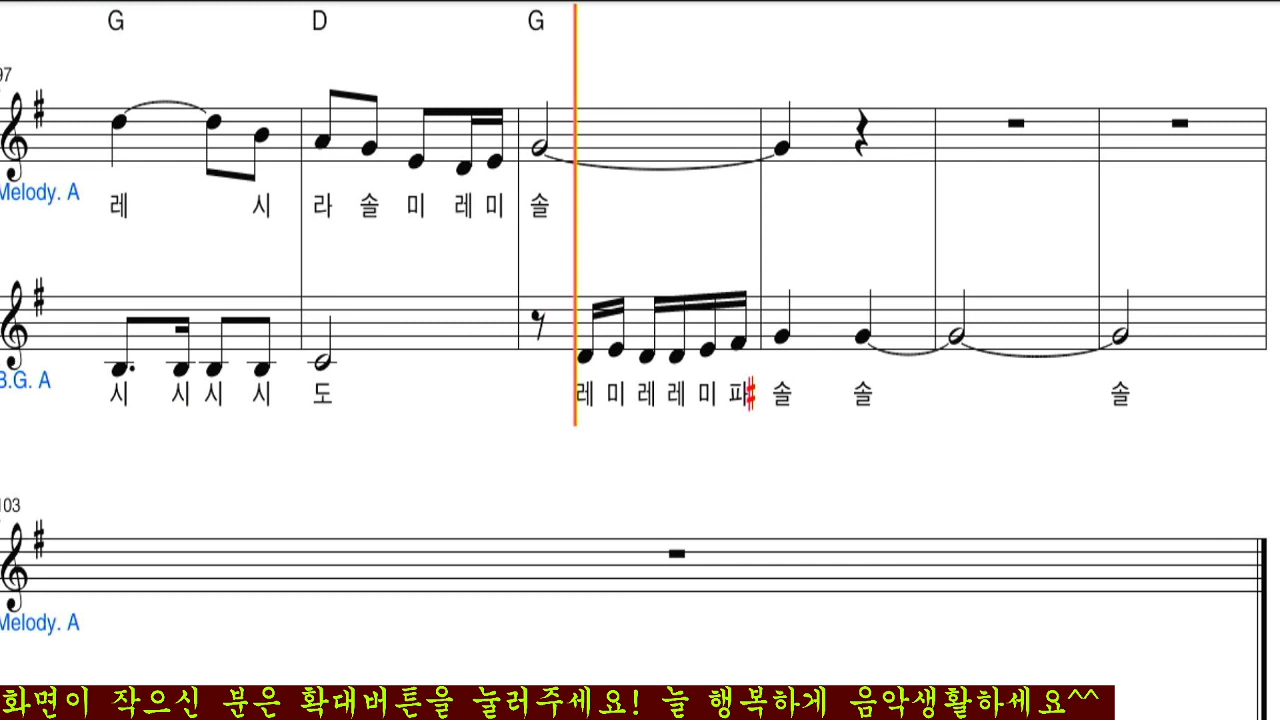 G D G
97
Melody. A
레 시 라 솔 미 레 미 솔
B.G. A
시 시 시 시 도 레 미 레 레 미 파# 솔 솔 솔
103
Melody. A
화면이 작으신 분은 확대버튼을 눌러주세요! 늘 행복하게 음악생활하세요^^